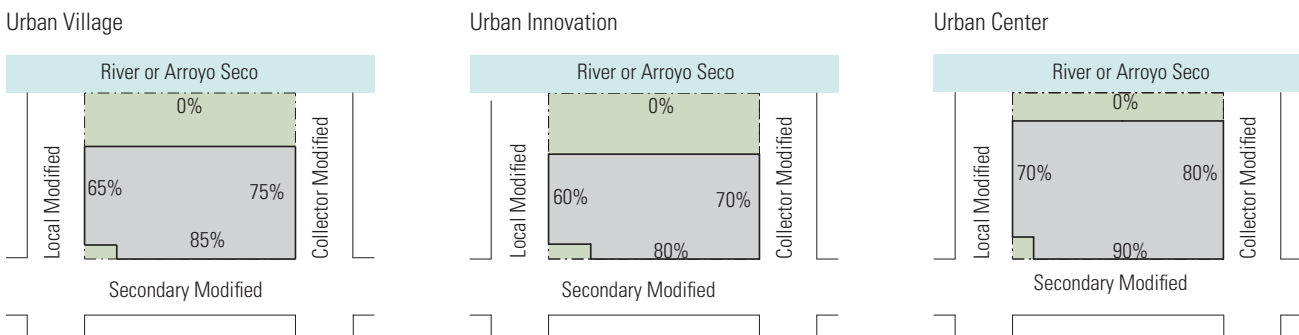 Urban Village
River or Arroyo Seco
0%
Local Modified
65%
75%
Collector Modified
85%
Secondary Modified
Urban Innovation
River or Arroyo Seco
0%
Local Modified
60%
70%
Collector Modified
80%
Secondary Modified
Urban Center
River or Arroyo Seco
0%
Local Modified
70%
80%
Collector Modified
90%
Secondary Modified